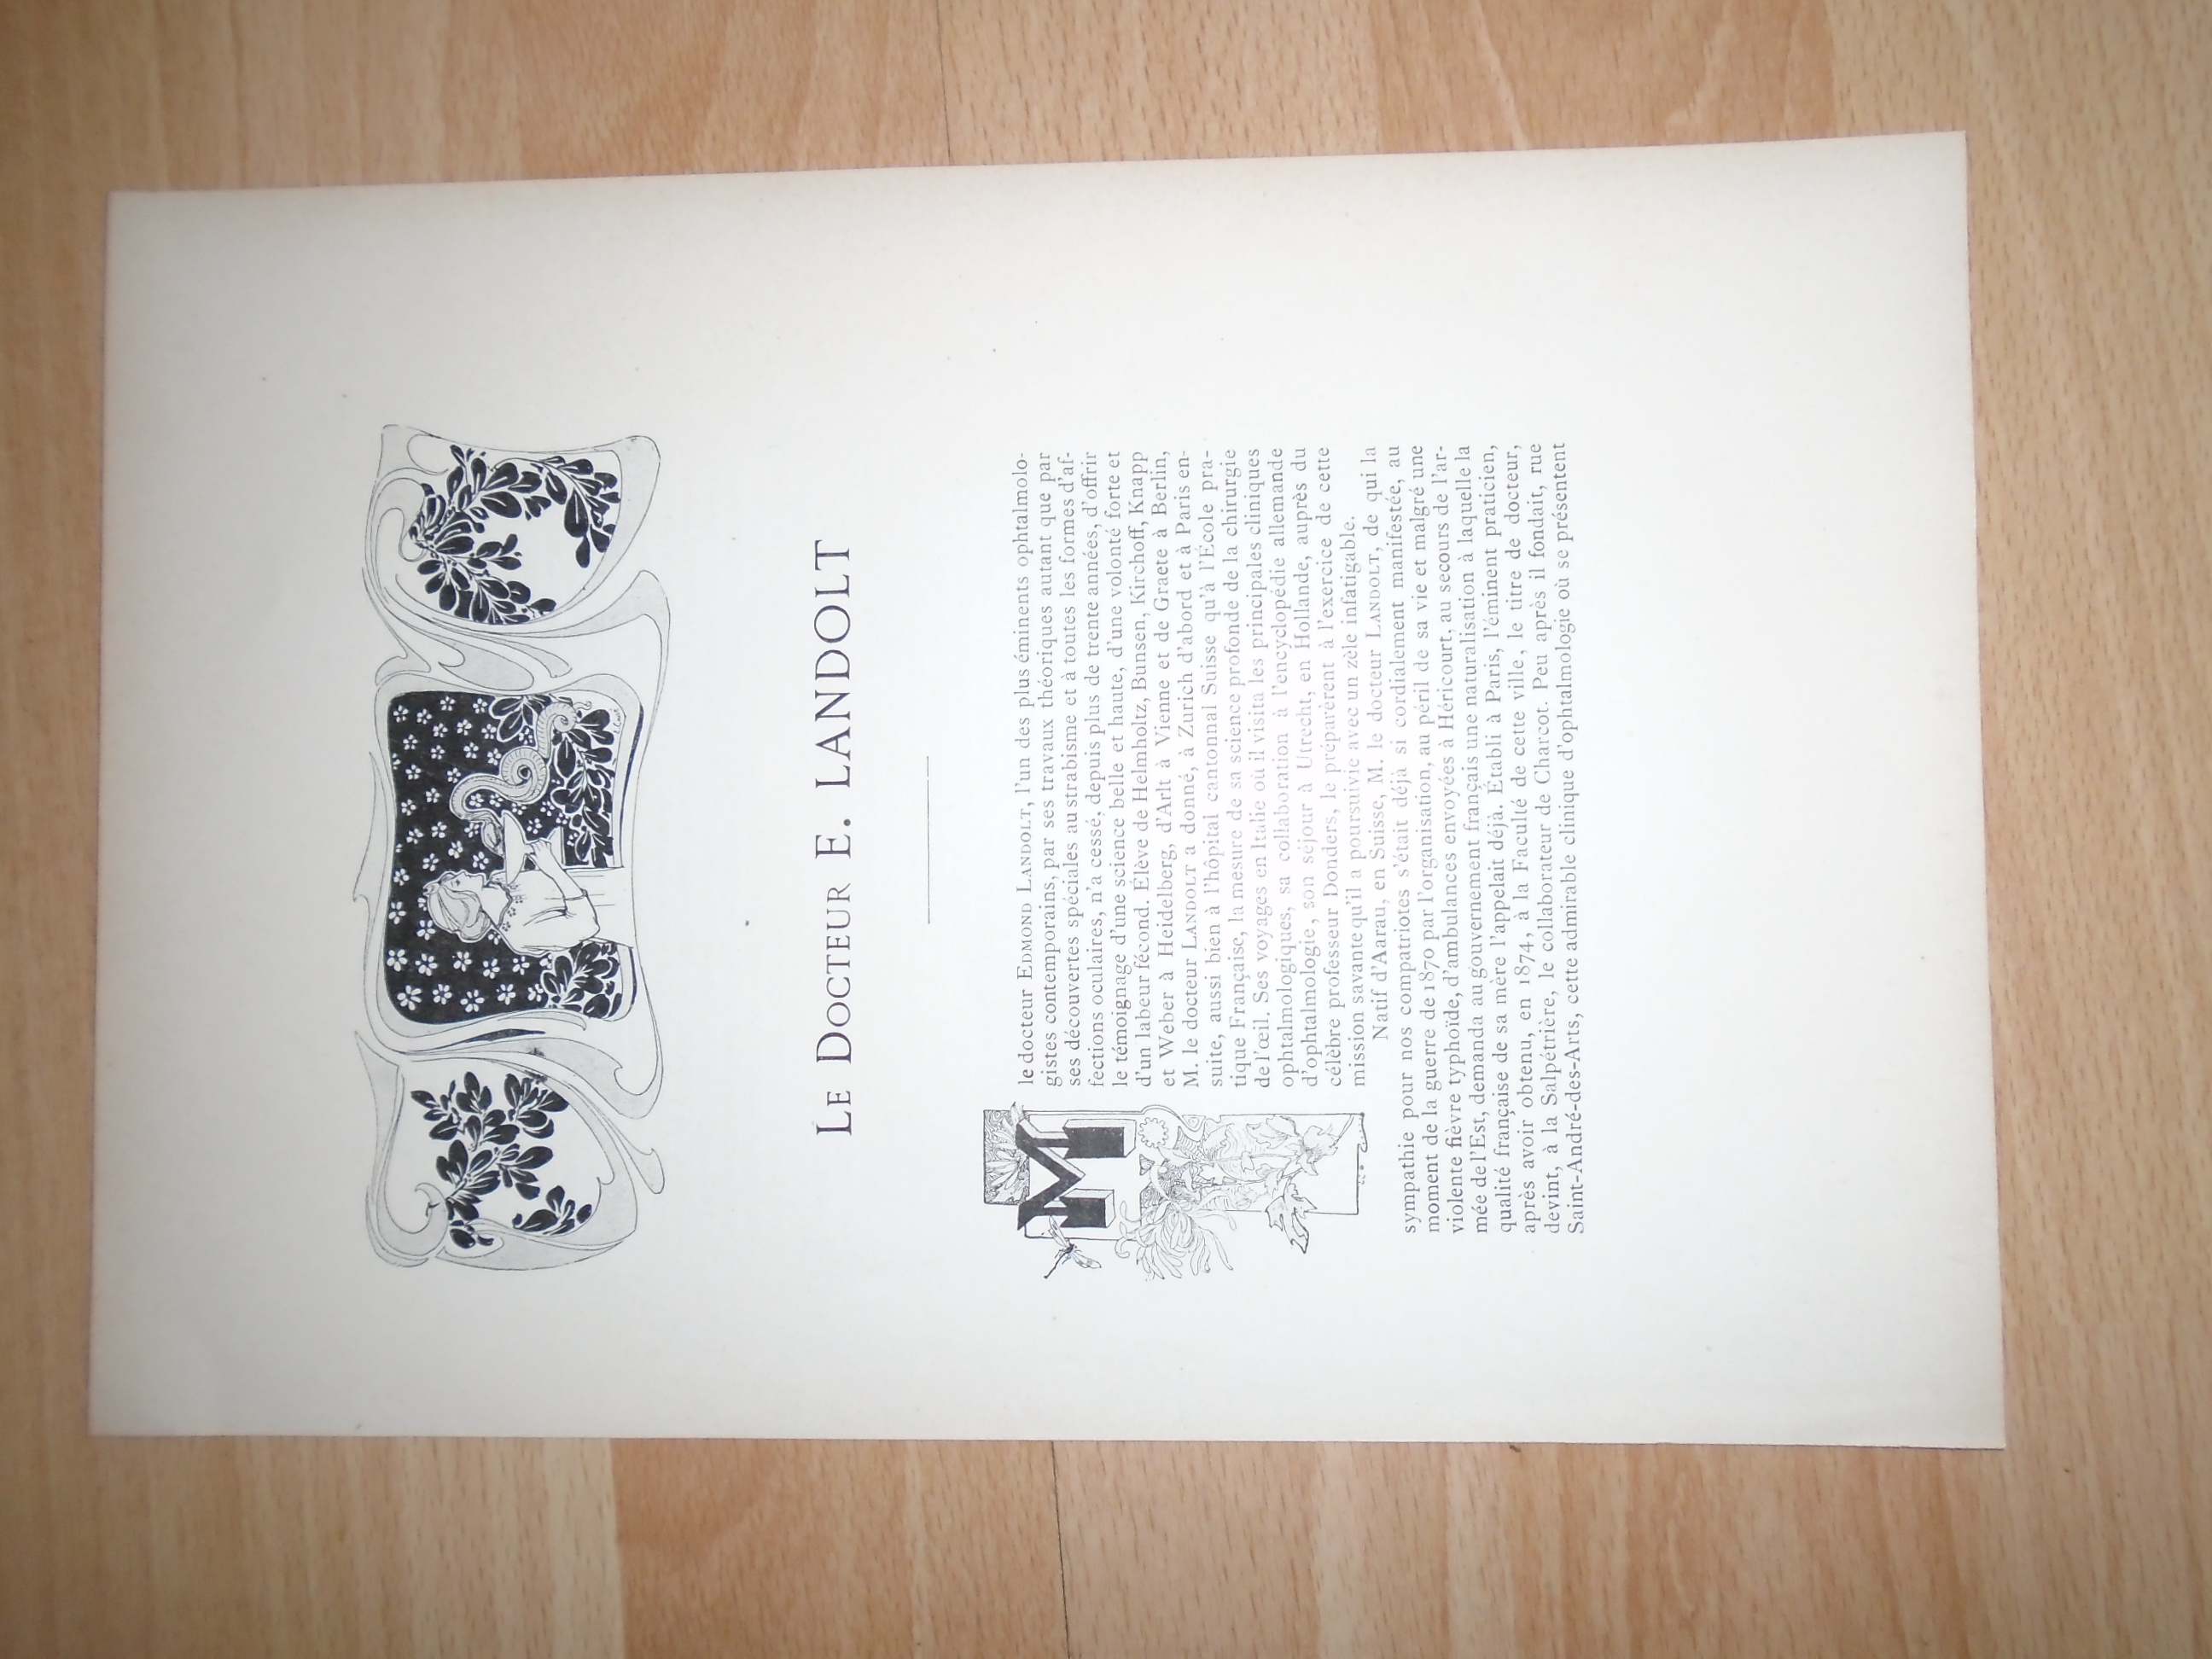 LE DOCTEUR E. LANDOLT
M le docteur EDMOND LANDOLT, l'un des plus éminents ophtalmolo-
gistes contemporains, par ses travaux théoriques autant que par
ses découvertes spéciales au strabisme et à toutes les formes d'af-
fections oculaires, n'a cessé, depuis plus de trente années, d'offrir
le témoignage d'une science belle et haute, d'une volonté forte et
d'un labeur fécond. Élève de Helmholtz, Bunsen, Kirchoff, Knapp
et Weber à Heidelberg, d'Arlt à Vienne et de Graete à Berlin,
M. le docteur LANDOLT a donné, à Zurich d'abord et à Paris en-
suite, aussi bien à l'hôpital cantonnal Suisse qu'à l'École pra-
tique Française, la mesure de sa science profonde de la chirurgie
de l'œil. Ses voyages en Italie où il visita les principales cliniques
ophtalmologiques, sa collaboration à l'encyclopédie allemande
d'ophtalmologie, son séjour à Utrecht, en Hollande, auprès du
célèbre professeur Donders, le préparèrent à l'exercice de cette
mission savante qu'il a poursuivie avec un zèle infatigable.
Natif d'Aarau, en Suisse, M. le docteur LANDOLT, de qui la
sympathie pour nos compatriotes s'était déjà si cordialement manifestée, au
moment de la guerre de 1870 par l'organisation, au péril de sa vie et malgré une
violente fièvre typhoïde, d'ambulances envoyées à Héricourt, au secours de l'ar-
mée de l'Est, demanda au gouvernement français une naturalisation à laquelle la
qualité française de sa mère l'appelait déjà. Établi à Paris, l'éminent praticien,
après avoir obtenu, en 1874, à la Faculté de cette ville, le titre de docteur,
devint, à la Salpétrière, le collaborateur de Charcot. Peu après il fondait, rue
Saint-André-des-Arts, cette admirable clinique d'ophtalmologie où se présentent